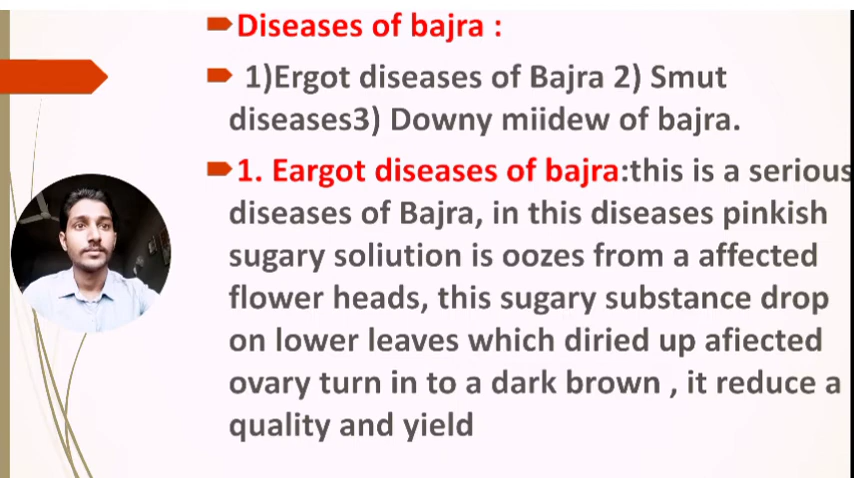 Diseases of bajra :
1)Ergot diseases of Bajra 2) Smut
diseases3) Downy miidew of bajra.
1. Eargot diseases of bajra:this is a serious
diseases of Bajra, in this diseases pinkish
sugary soliution is oozes from a affected
flower heads, this sugary substance drop
on lower leaves which diried up afiected
ovary turn in to a dark brown , it reduce a
quality and yield